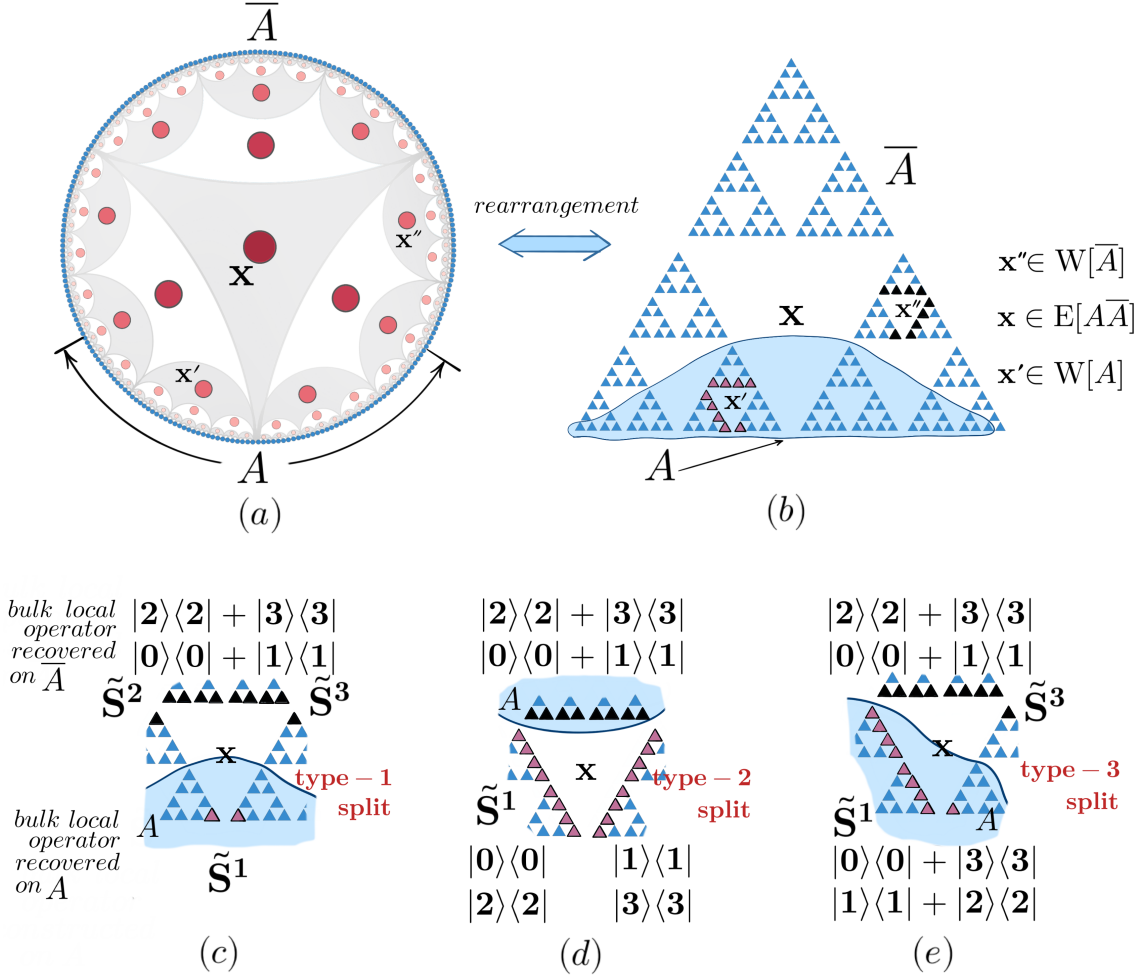 A̅
x
x″
x′
A
(a)
rearrangement
A̅
x
x″
x′
A
x″∈ W[A̅]
x ∈ E[AA̅]
x′∈ W[A]
(b)
bulk local
operator
recovered
on A̅
|2⟩⟨2| + |3⟩⟨3|
|0⟩⟨0| + |1⟩⟨1|
S̃²
S̃³
x
type − 1
split
A
bulk local
operator
recovered
on A
S̃¹
(c)
|2⟩⟨2| + |3⟩⟨3|
|0⟩⟨0| + |1⟩⟨1|
A
x
type − 2
split
S̃¹
|0⟩⟨0|
|1⟩⟨1|
|2⟩⟨2|
|3⟩⟨3|
(d)
|2⟩⟨2| + |3⟩⟨3|
|0⟩⟨0| + |1⟩⟨1|
S̃³
x
type − 3
split
S̃¹
A
|0⟩⟨0| + |3⟩⟨3|
|1⟩⟨1| + |2⟩⟨2|
(e)